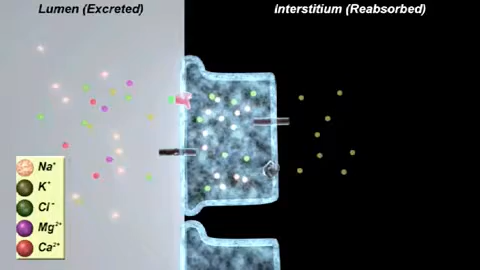 Lumen (Excreted)
Interstitium (Reabsorbed)
Na⁺
K⁺
Cl⁻
Mg²⁺
Ca²⁺